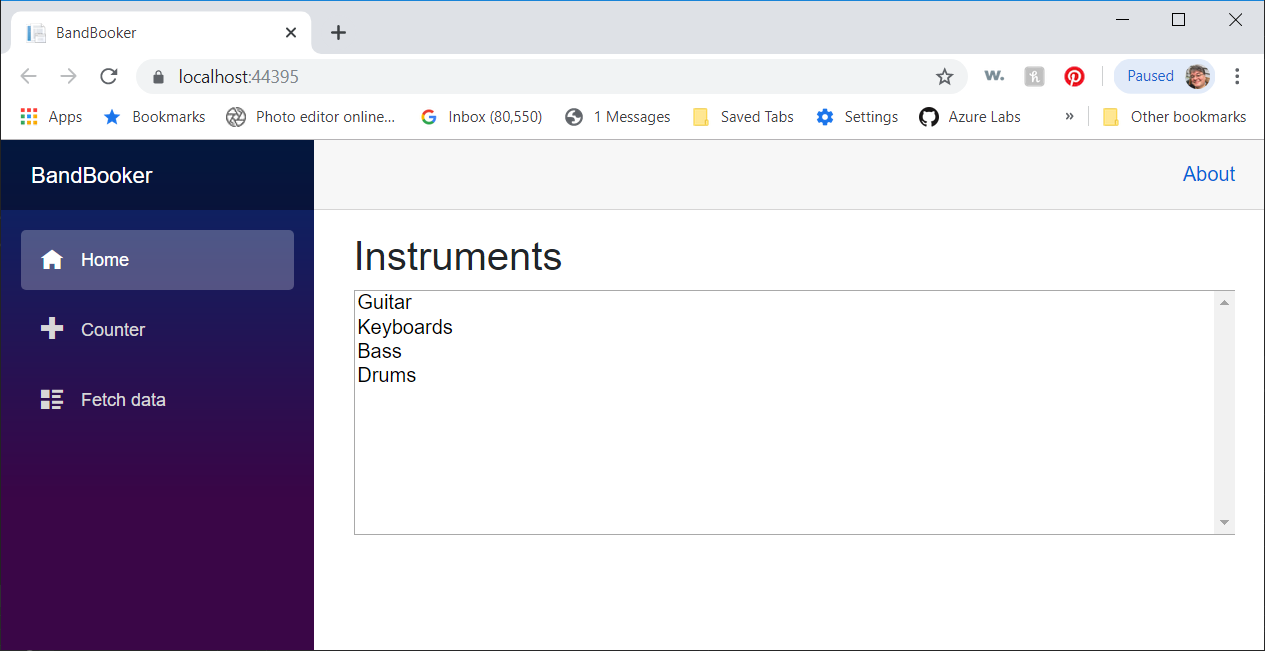 BandBooker
localhost:44395
w.
Paused
Apps
Bookmarks
Photo editor online...
Inbox (80,550)
1 Messages
Saved Tabs
Settings
Azure Labs
»
Other bookmarks
BandBooker
About
Home
Counter
Fetch data
Instruments
Guitar
Keyboards
Bass
Drums